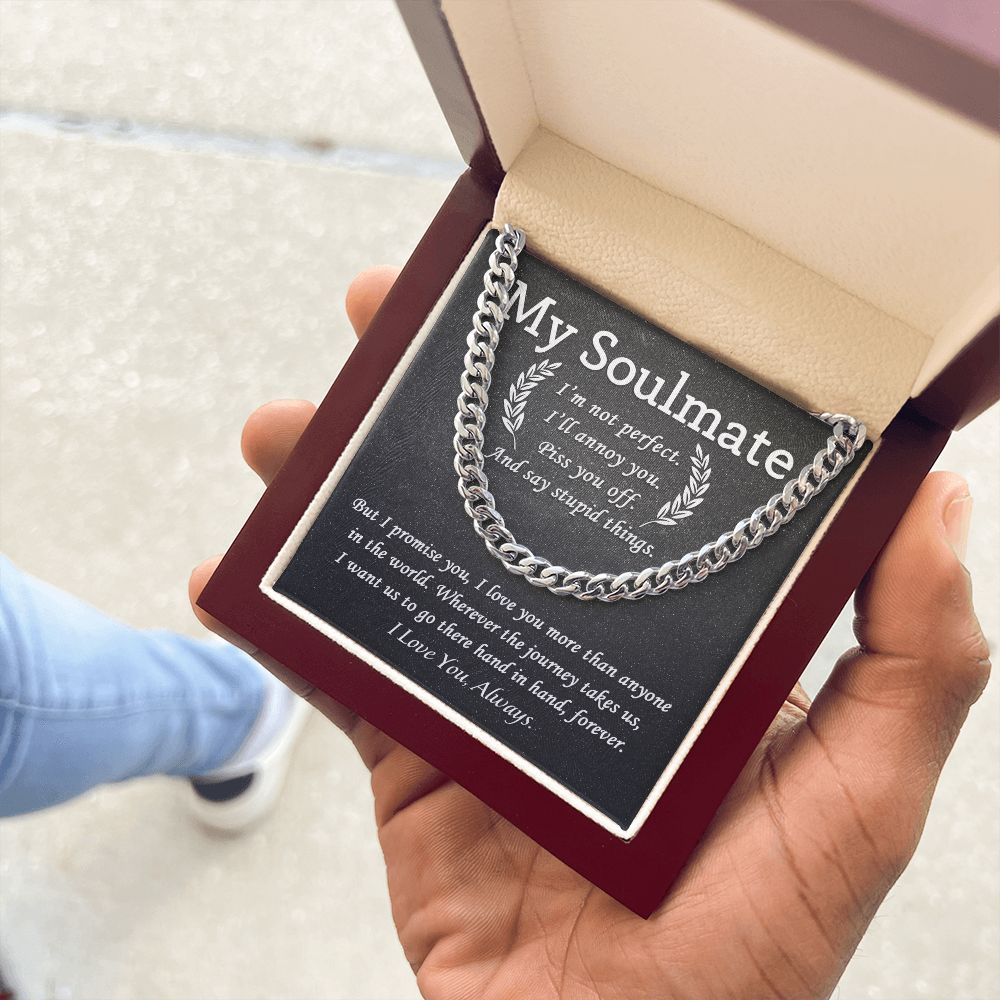 My Soulmate
I'm not perfect.
I'll annoy you.
Piss you off.
And say stupid things.
But I promise you, I love you more than anyone
in the world. Wherever the journey takes us,
I want us to go there hand in hand, forever.
I Love You, Always.